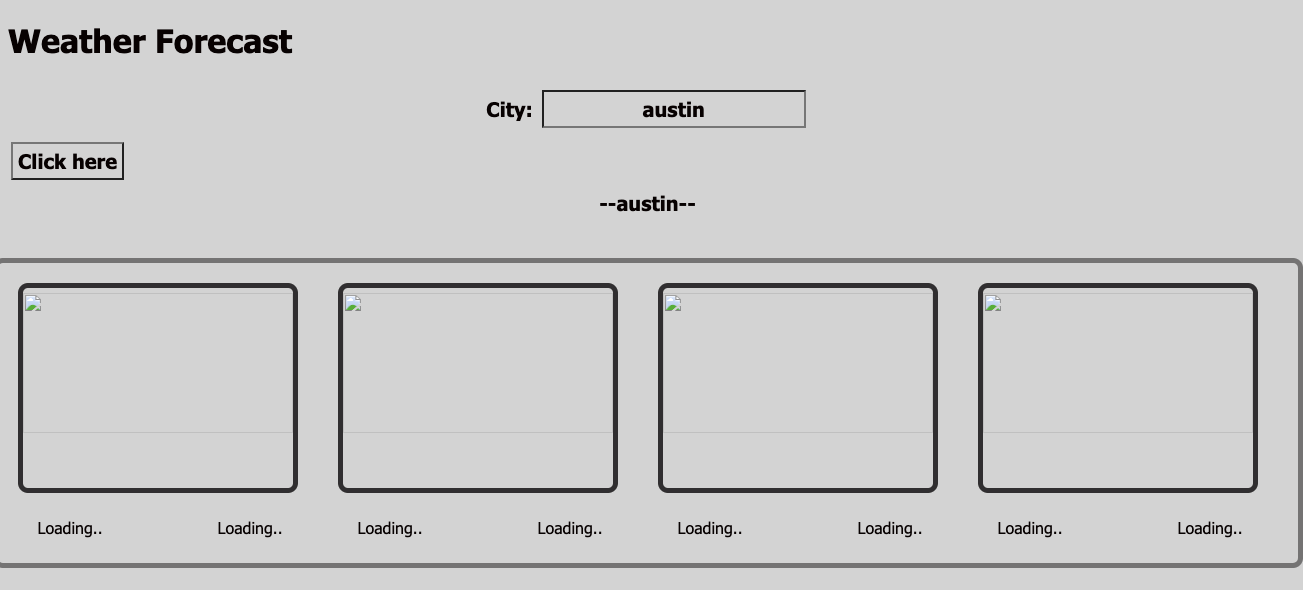 Weather Forecast
City: austin
Click here
--austin--
Loading.. Loading.. Loading.. Loading.. Loading.. Loading.. Loading.. Loading..